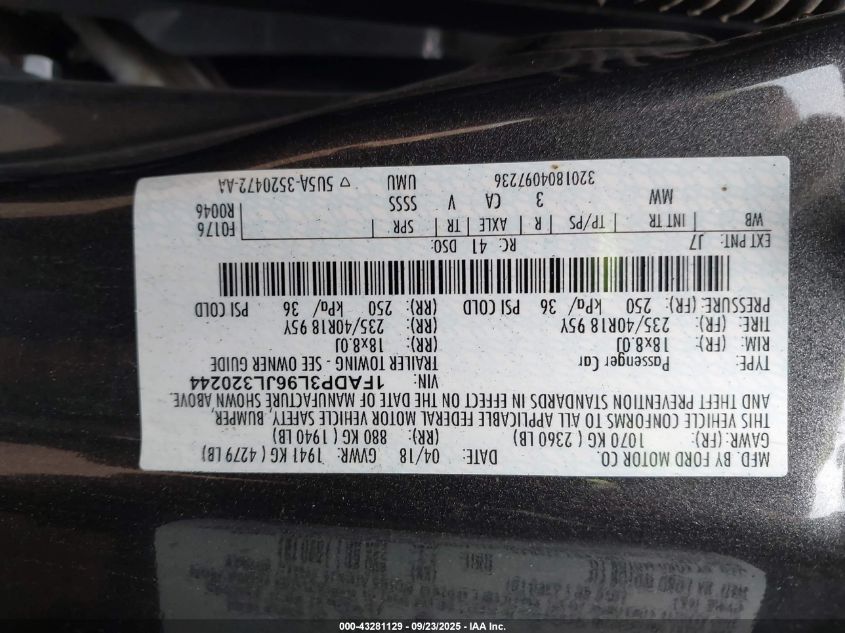 MFD. BY FORD MOTOR CO. DATE: 04/18 GVWR: 1941 KG ( 4279 LB)
GAWR: (FR): 1070 KG ( 2360 LB) (RR): 880 KG ( 1940 LB)
THIS VEHICLE CONFORMS TO ALL APPLICABLE FEDERAL MOTOR VEHICLE SAFETY, BUMPER,
AND THEFT PREVENTION STANDARDS IN EFFECT ON THE DATE OF MANUFACTURE SHOWN ABOVE.
VIN: 1FADP3L96JL320244
TYPE: Passenger Car TRAILER TOWING - SEE OWNER GUIDE
RIM: (FR) 18x8.0J (RR): 18x8.0J
TIRE: (FR) 235/40R18 95Y (RR): 235/40R18 95Y
PRESSURE: (FR): 250 kPa/ 36 PSI COLD (RR): 250 kPa/ 36 PSI COLD
EXT PNT: J7 RC: 41 DSO: F0176
WB INT TR TP/PS R AXLE TR SPR R0046
MW 3 CA V SSSS
3201804097236 UMU ▽ 5U5A-3520472-AA
000-43281129 - 09/23/2025 - IAA Inc.